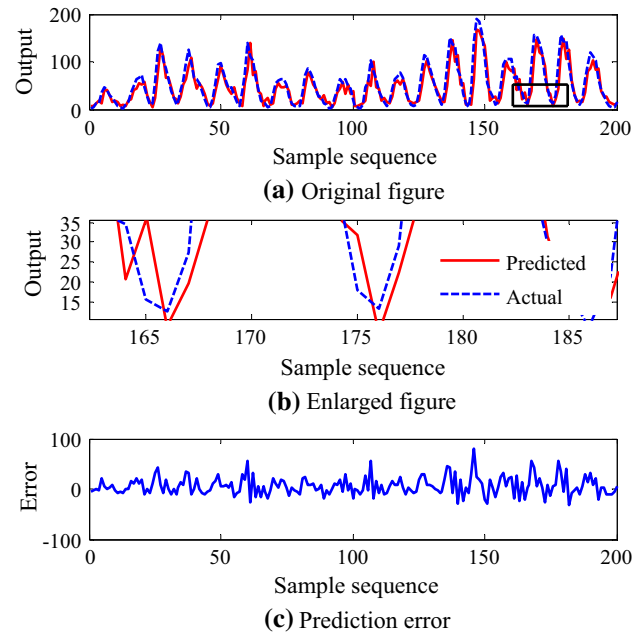 200
100
0
Output
0
50
100
150
200
Sample sequence
(a) Original figure
35
30
25
20
15
Output
Predicted
Actual
165
170
175
180
185
Sample sequence
(b) Enlarged figure
100
0
-100
Error
0
50
100
150
200
Sample sequence
(c) Prediction error